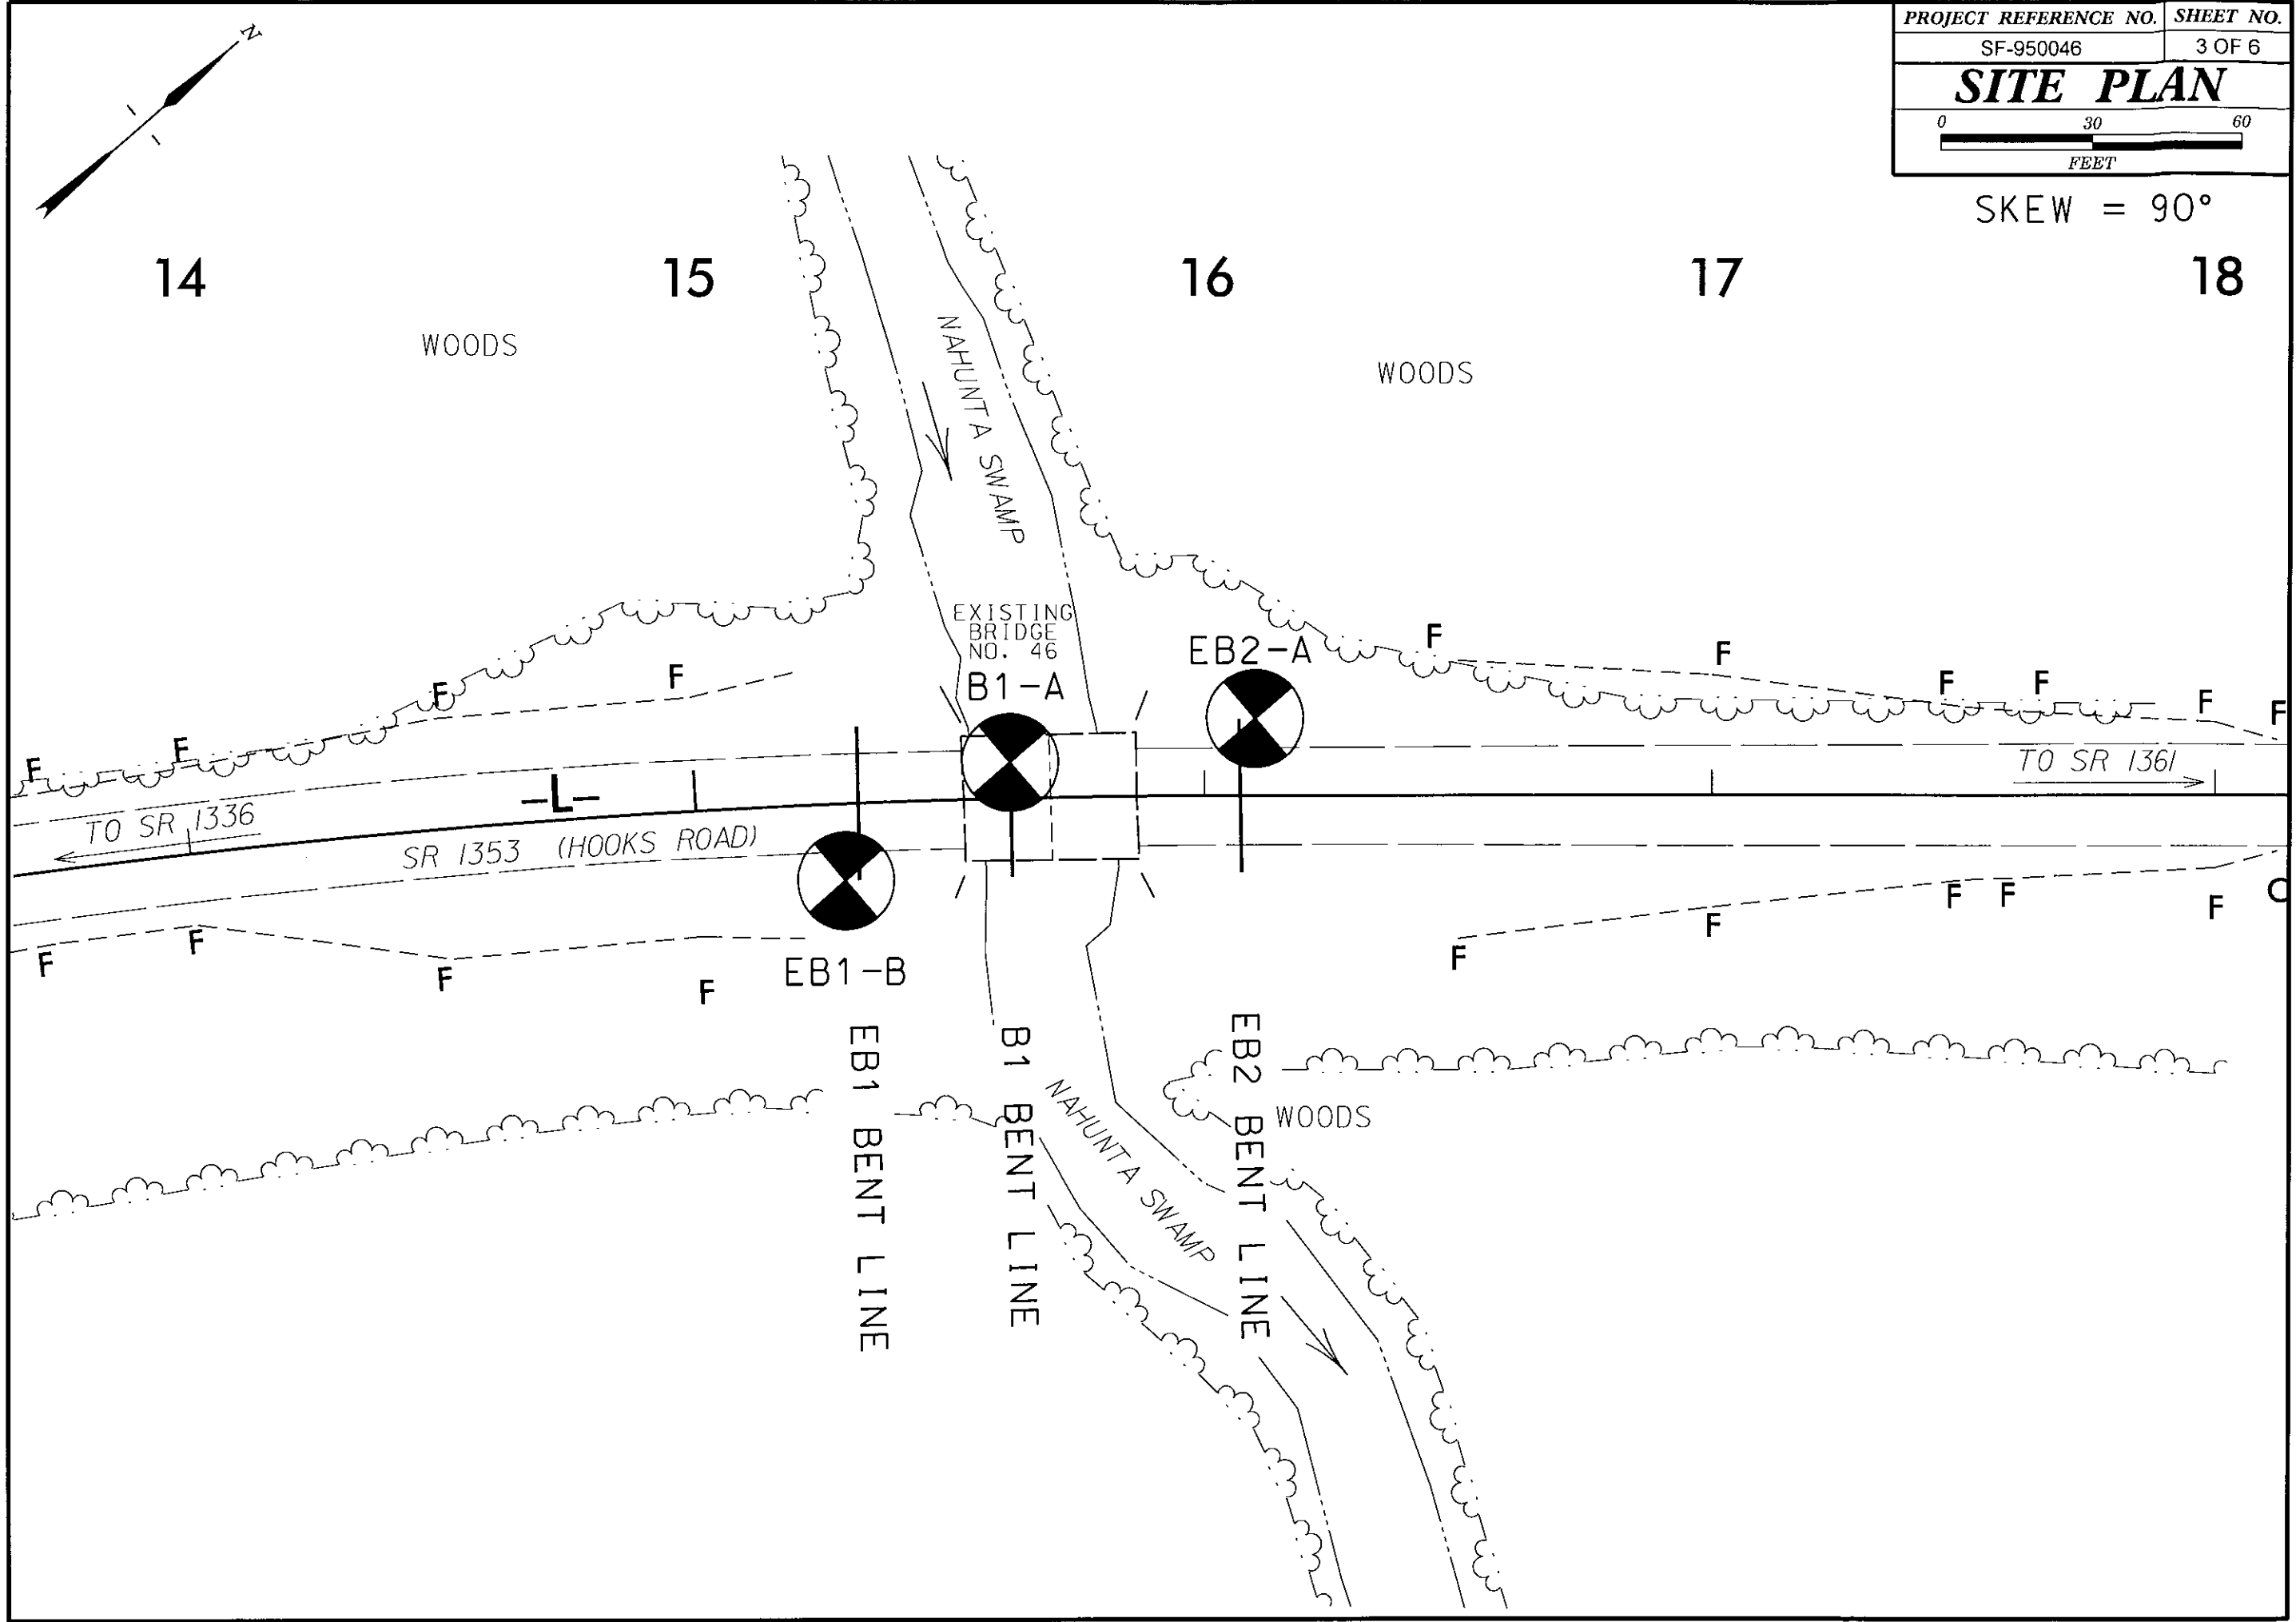 PROJECT REFERENCE NO. SHEET NO.
SF-950046 3 OF 6
SITE PLAN
0 30 60
FEET
SKEW = 90°
N
14 15 16 17 18
WOODS
WOODS
NAHUNTA SWAMP
EXISTING
BRIDGE
NO. 46
B1-A
EB2-A
F F F F
F F F F F F
TO SR 1361
-L-
TO SR 1336
SR 1353 (HOOKS ROAD)
F F F F
F F F F F C
EB1-B
EB1 BENT LINE
B1 BENT LINE
EB2 BENT LINE
NAHUNTA SWAMP
WOODS